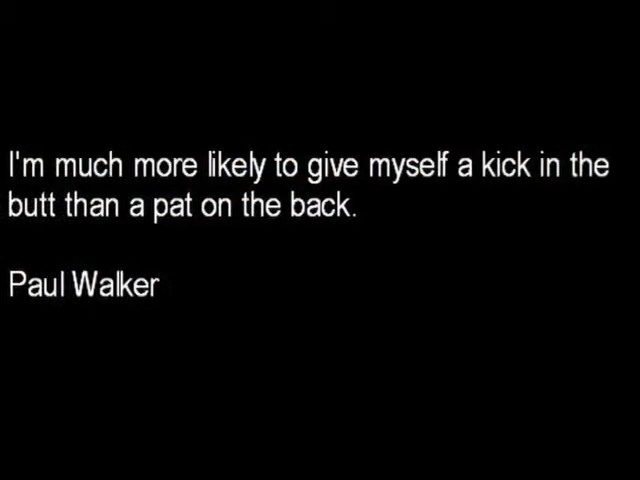 I'm much more likely to give myself a kick in the
butt than a pat on the back.
Paul Walker